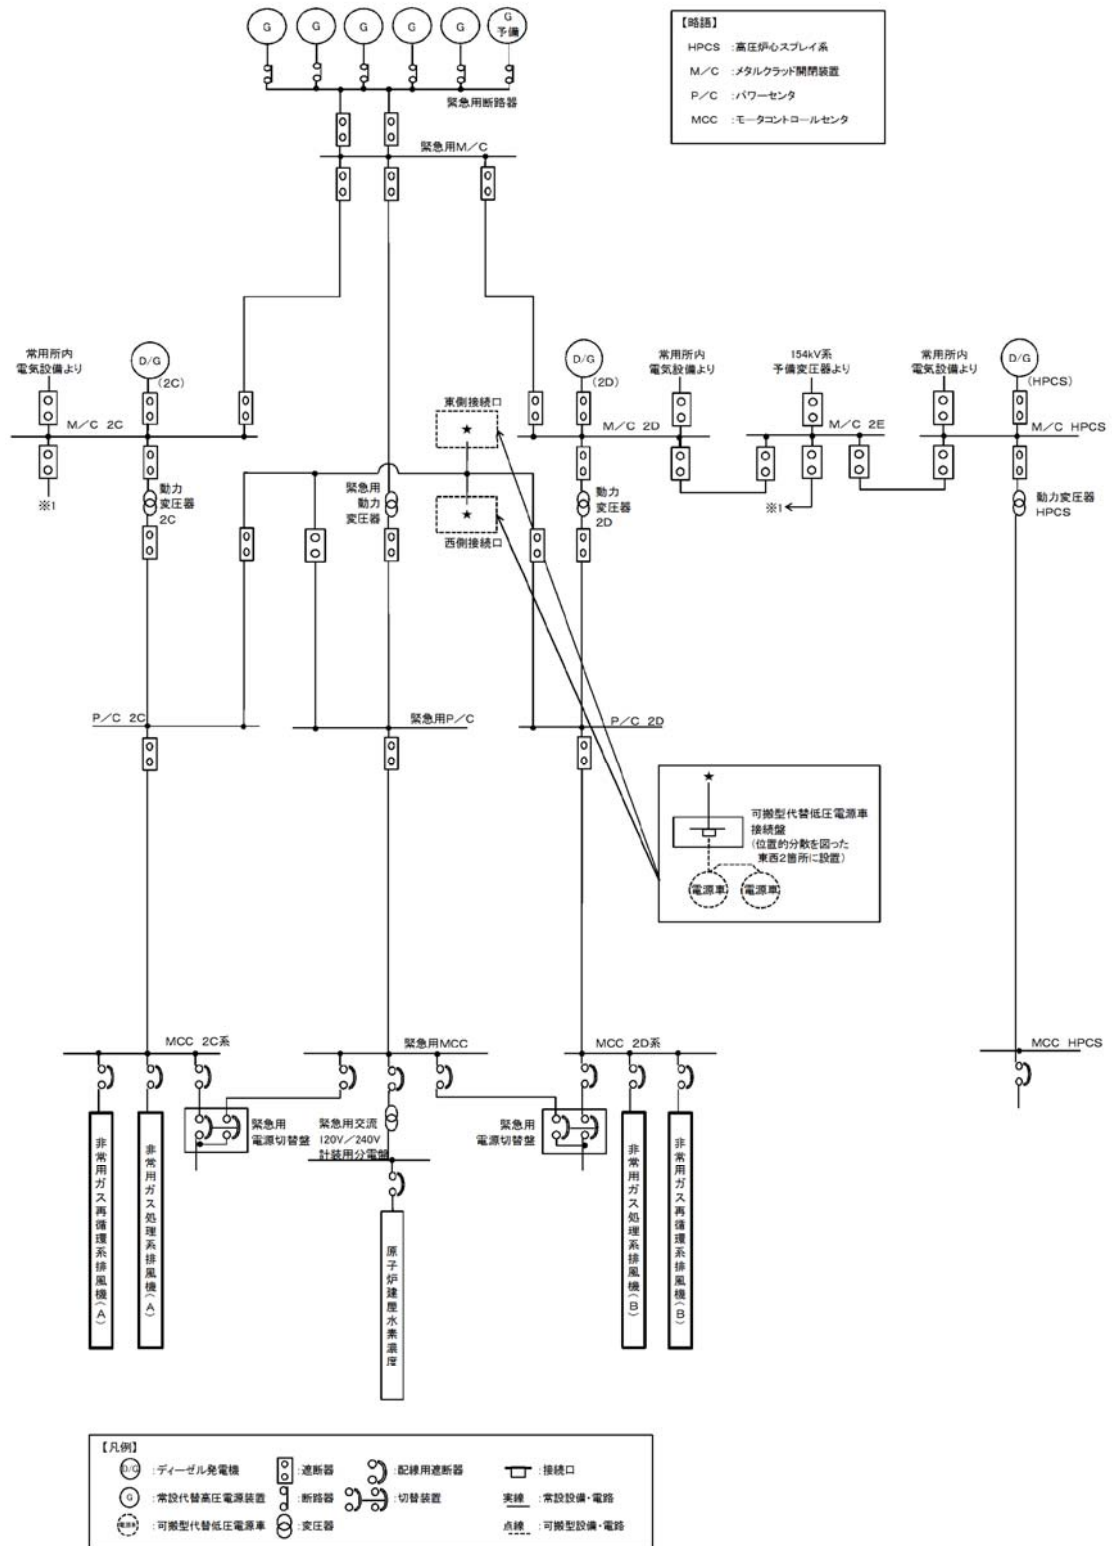 G
G
G
G
G
G
予備
緊急用断路器
【略語】
HPCS :高圧炉心スプレイ系
M/C :メタルクラッド開閉装置
P/C :パワーセンタ
MCC :モータコントロールセンタ
緊急用M/C
常用所内
電気設備より
D/G
(2C)
M/C 2C
※1
動力
変圧器
2C
東側接続口
★
緊急用
動力
変圧器
★
西側接続口
D/G
(2D)
M/C 2D
動力
変圧器
2D
常用所内
電気設備より
154kV系
予備変圧器より
M/C 2E
※1
常用所内
電気設備より
D/G
(HPCS)
M/C HPCS
動力変圧器
HPCS
P/C 2C
緊急用P/C
P/C 2D
★
可搬型代替低圧電源車
接続盤
(位置的分散を図った
東西2箇所に設置)
電源車
電源車
MCC 2C系
緊急用MCC
MCC 2D系
MCC HPCS
緊急用
電源切替盤
緊急用交流
120V/240V
計装用分電盤
緊急用
電源切替盤
非常用ガス再循環系排風機(A)
非常用ガス処理系排風機(A)
原子炉建屋水素濃度
非常用ガス処理系排風機(B)
非常用ガス再循環系排風機(B)
【凡例】
D/G :ディーゼル発電機
:遮断器
:配線用遮断器
:接続口
G :常設代替高圧電源装置
:断路器
:切替装置
実線 :常設設備・電路
電源車 :可搬型代替低圧電源車
:変圧器
点線 :可搬型設備・電路